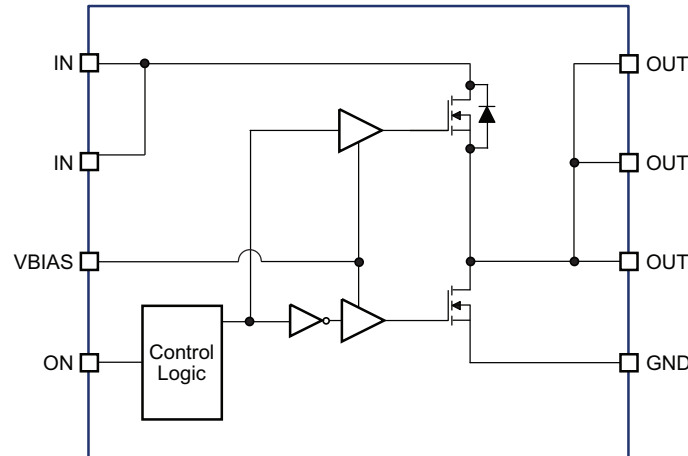 IN
OUT
IN
OUT
VBIAS
OUT
ON
Control
Logic
GND